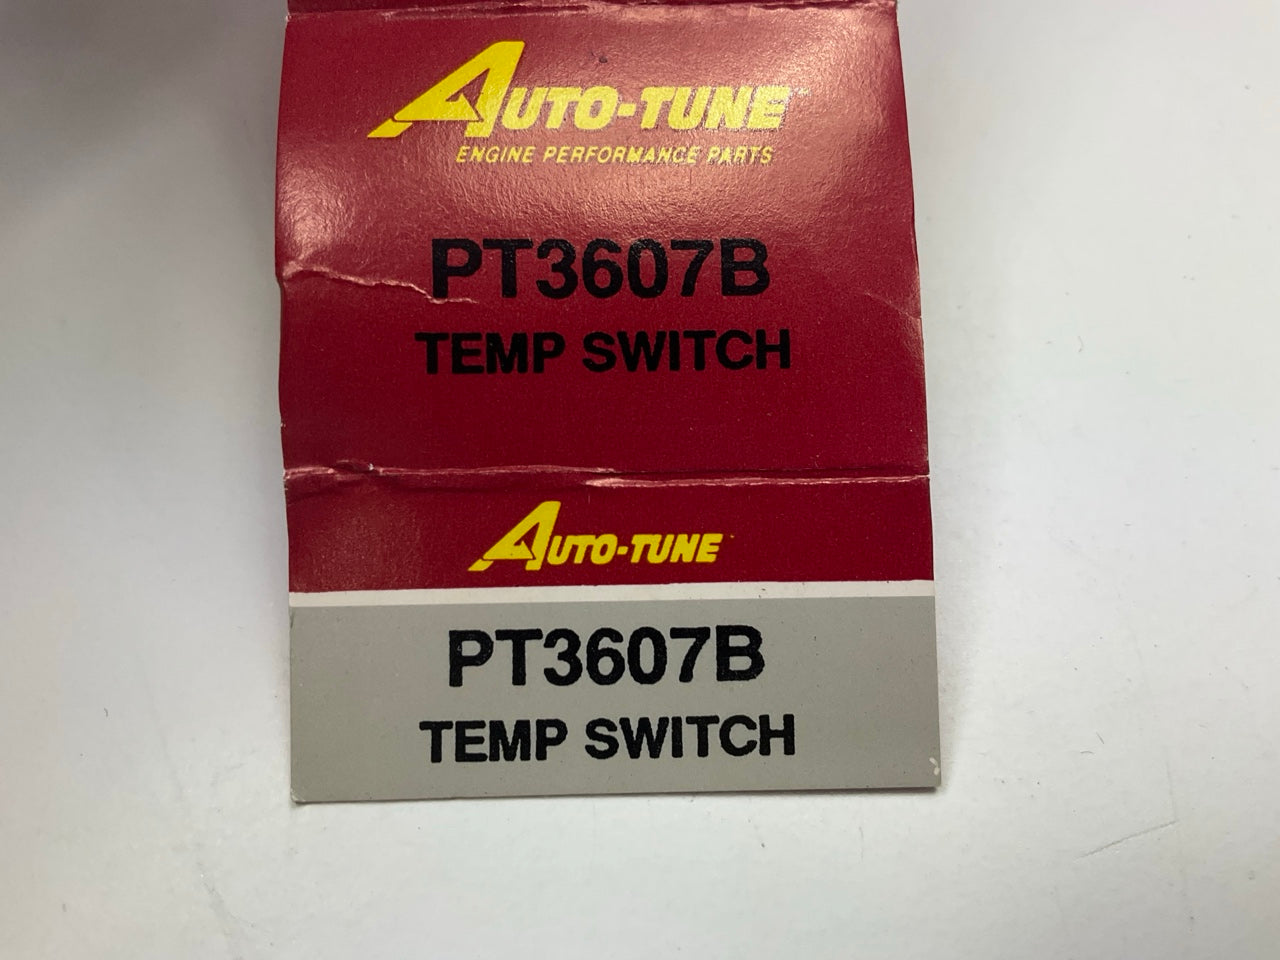 AUTO-TUNE
ENGINE PERFORMANCE PARTS
PT3607B
TEMP SWITCH
AUTO-TUNE
PT3607B
TEMP SWITCH